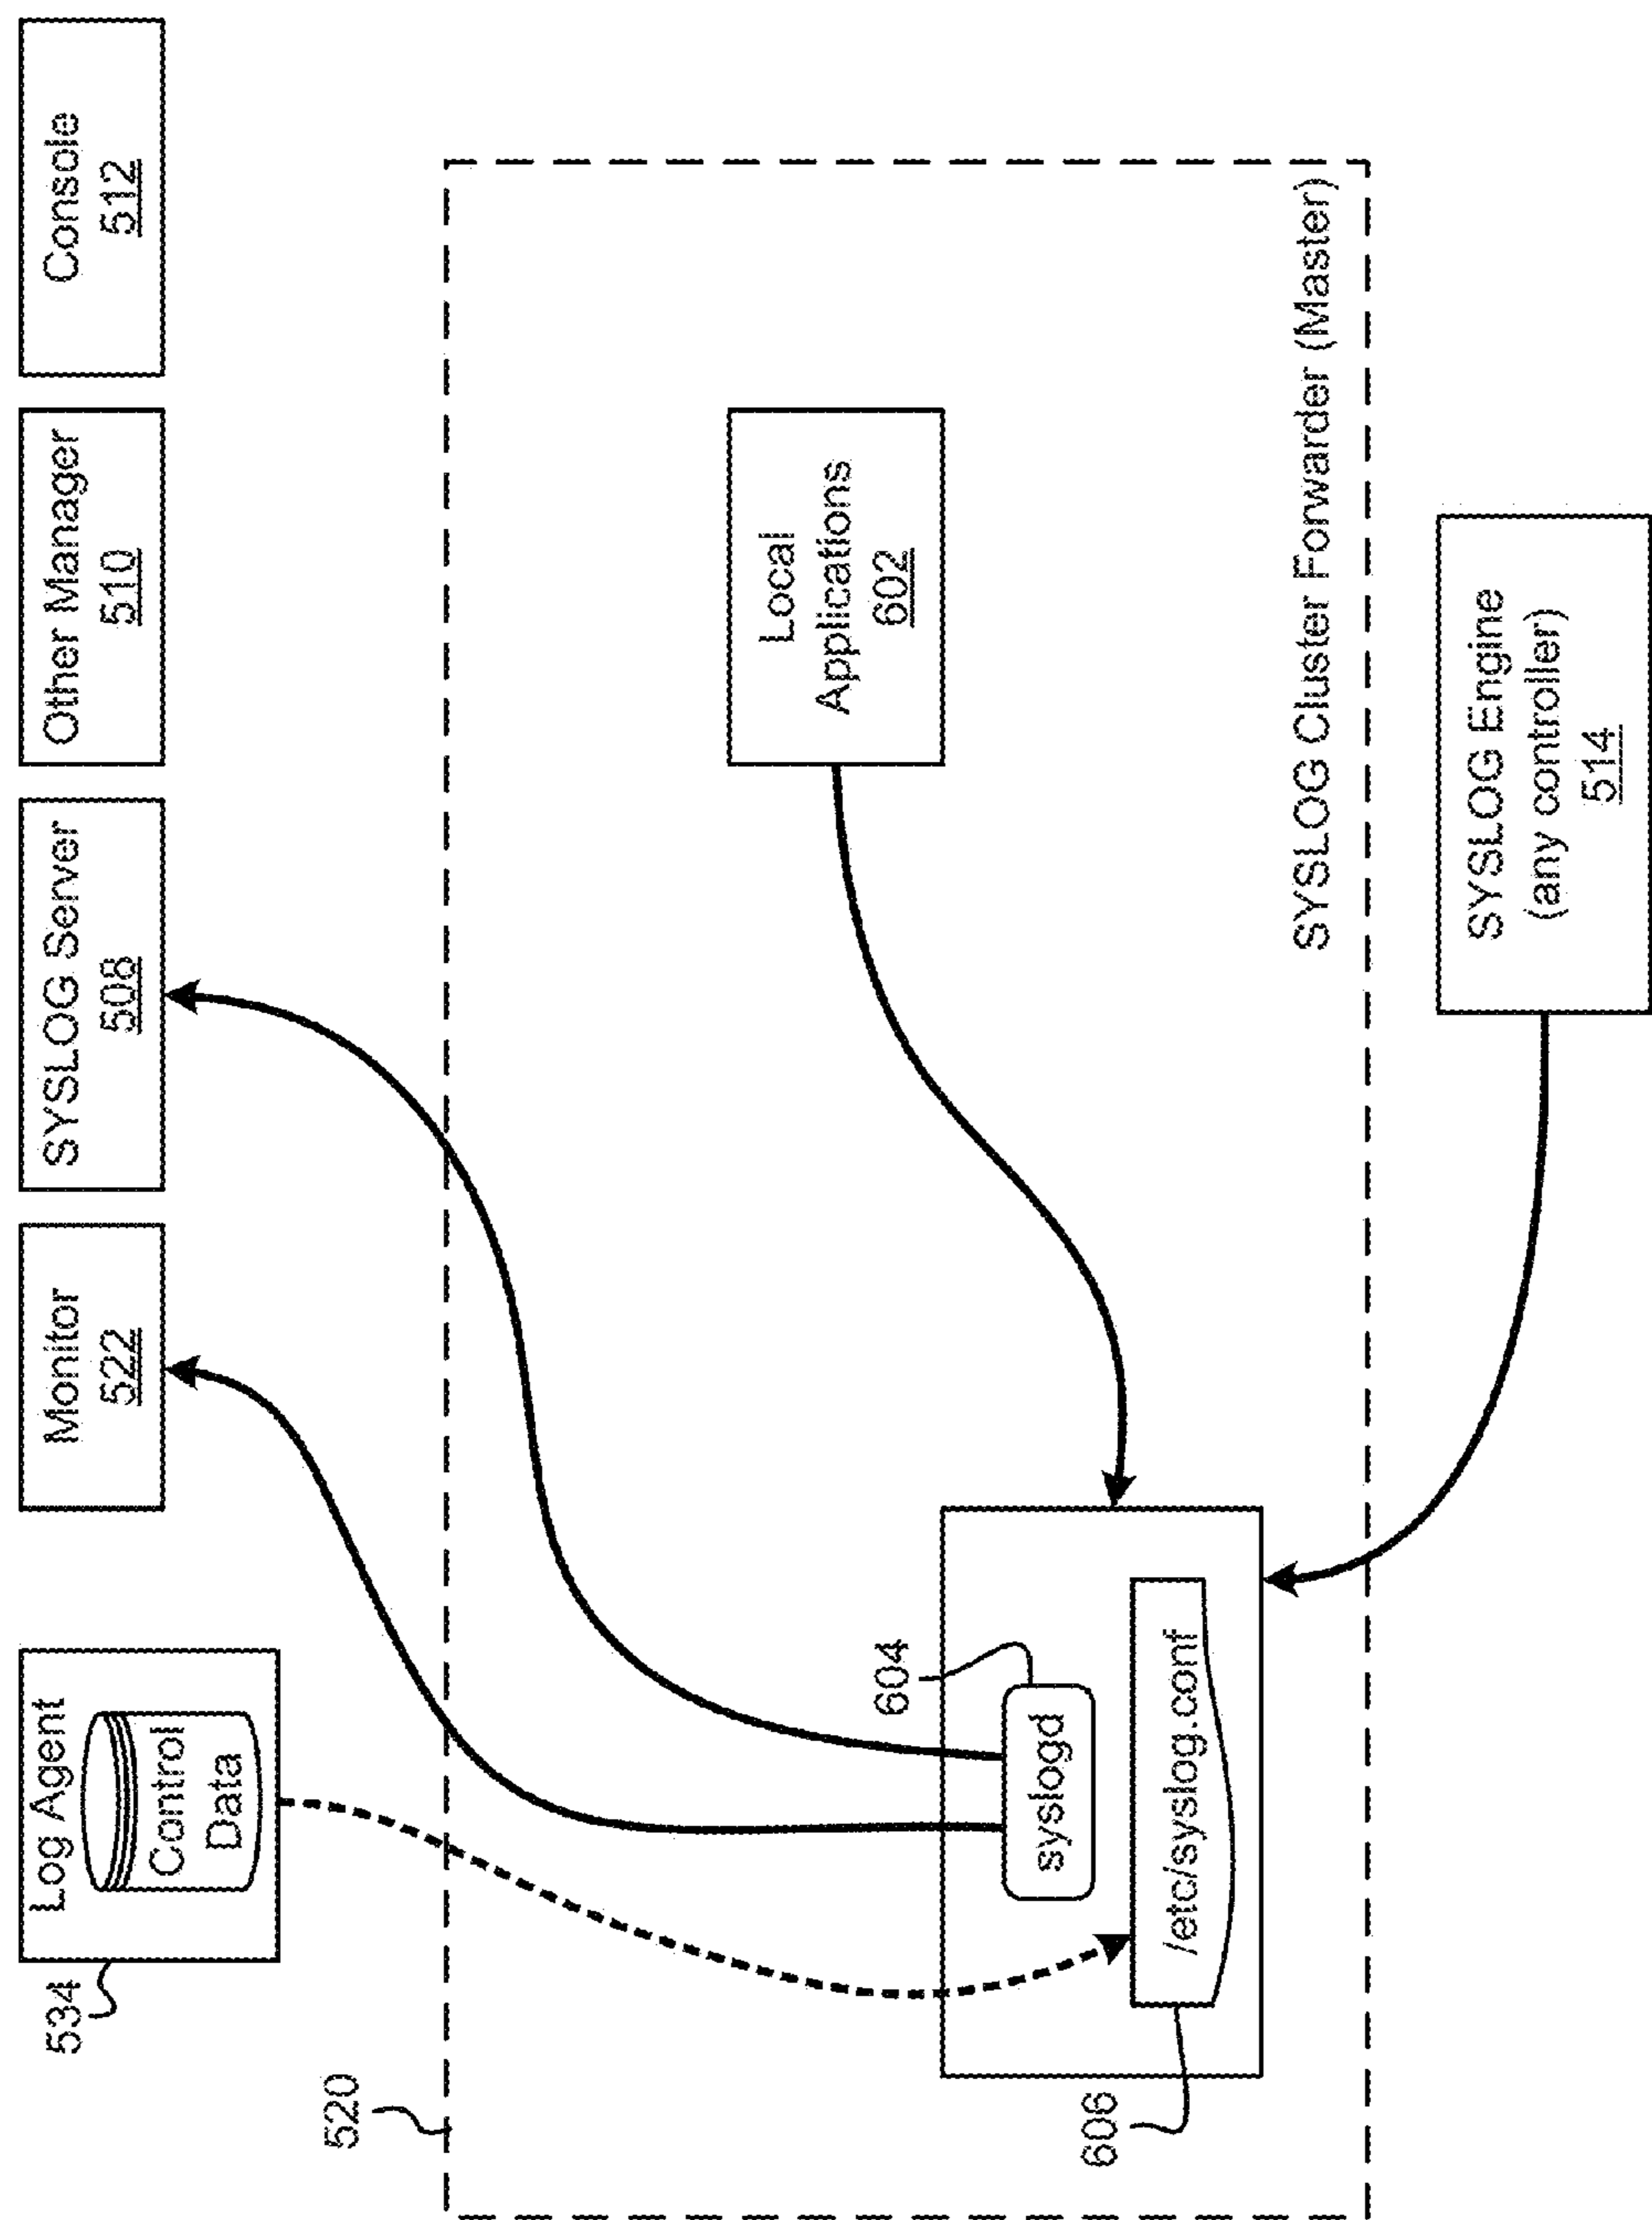 534
Log Agent
Control
Data
Monitor
522
SYSLOG Server
508
Other Manager
510
Console
512
520
Local
Applications
602
604
syslogd
/etc/syslog.conf
606
SYSLOG Cluster Forwarder (Master)
SYSLOG Engine
(any controller)
514